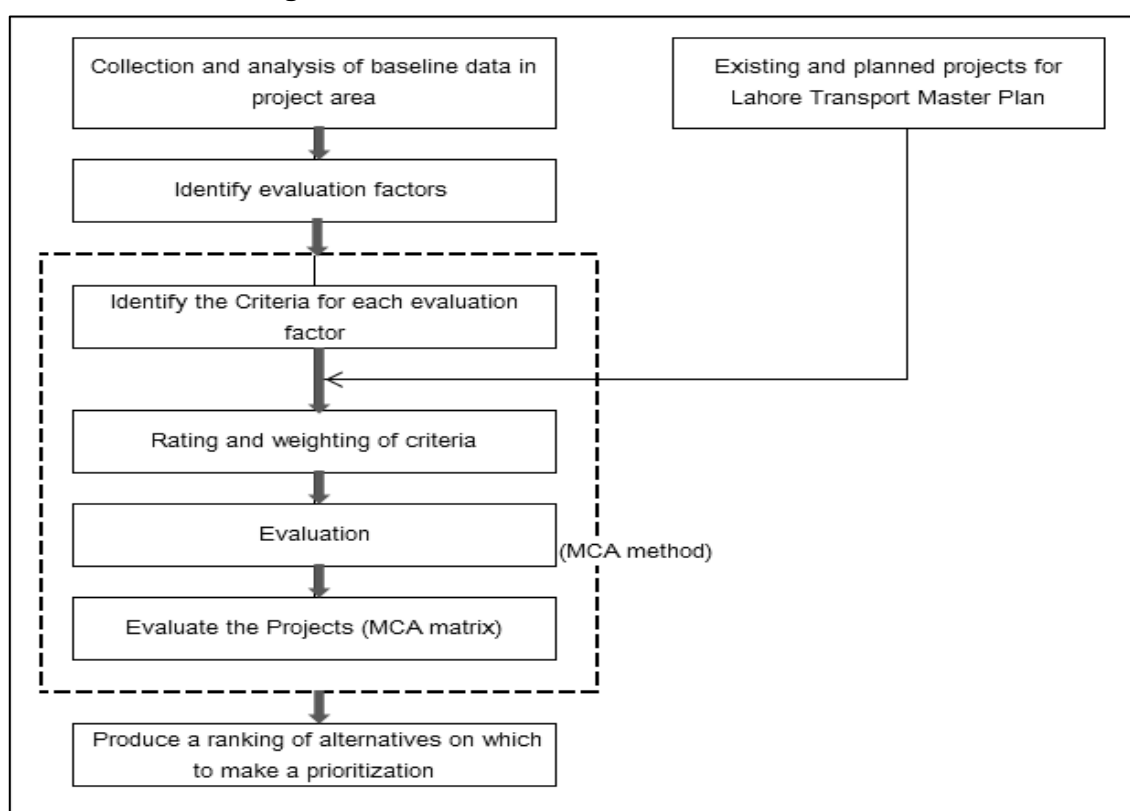 Collection and analysis of baseline data in
project area
Existing and planned projects for
Lahore Transport Master Plan
Identify evaluation factors
Identify the Criteria for each evaluation
factor
Rating and weighting of criteria
Evaluation
(MCA method)
Evaluate the Projects (MCA matrix)
Produce a ranking of alternatives on which
to make a prioritization